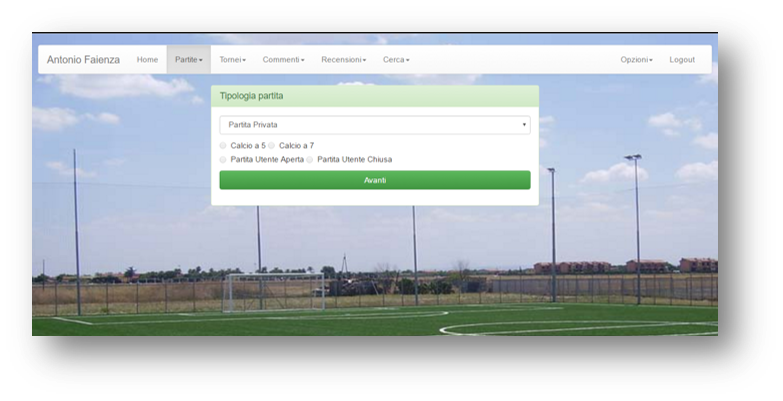 Antonio Faienza Home Partite Tornei Commenti Recensioni Cerca Opzioni Logout
Tipologia partita
Partita Privata
Calcio a 5 Calcio a 7
Partita Utente Aperta Partita Utente Chiusa
Avanti